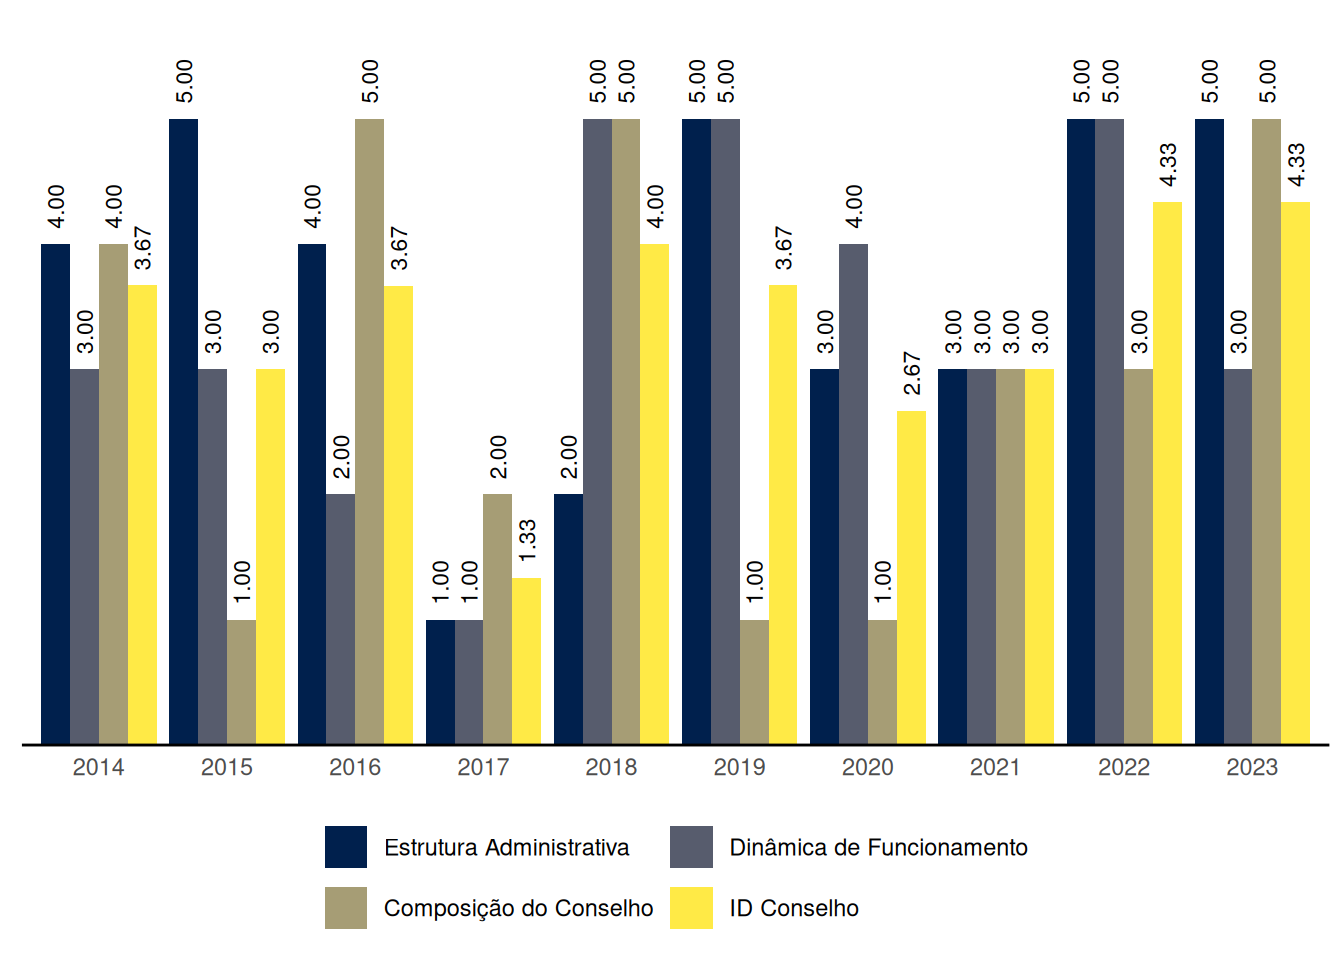 4.00 3.00 4.00 3.67 5.00 3.00 1.00 3.00 4.00 2.00 5.00 3.67 1.00 1.00 2.00 1.33 2.00 5.00 5.00 4.00 5.00 5.00 1.00 3.67 3.00 4.00 1.00 2.67 3.00 3.00 3.00 3.00 5.00 5.00 3.00 4.33 5.00 3.00 5.00 4.33
2014 2015 2016 2017 2018 2019 2020 2021 2022 2023
Estrutura Administrativa Dinâmica de Funcionamento
Composição do Conselho ID Conselho